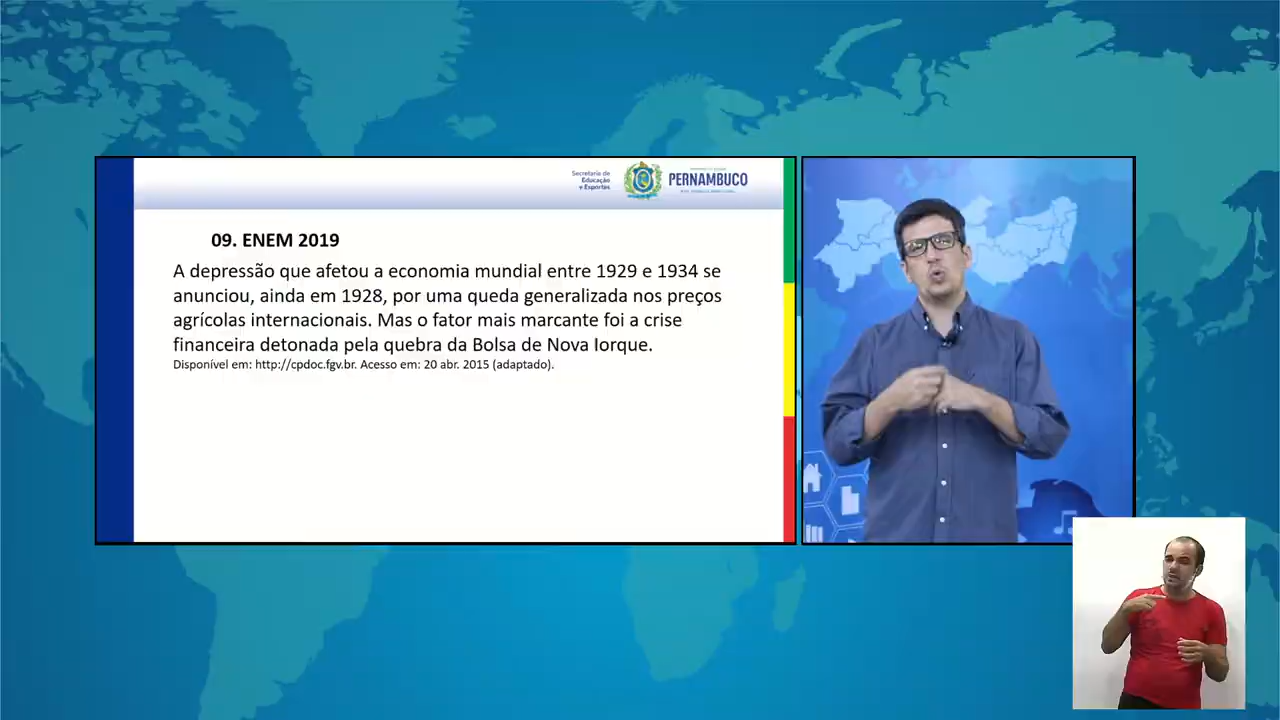 Secretaria de
Educação
e Esportes
PERNAMBUCO
09. ENEM 2019
A depressão que afetou a economia mundial entre 1929 e 1934 se
anunciou, ainda em 1928, por uma queda generalizada nos preços
agrícolas internacionais. Mas o fator mais marcante foi a crise
financeira detonada pela quebra da Bolsa de Nova Iorque.
Disponível em: http://cpdoc.fgv.br. Acesso em: 20 abr. 2015 (adaptado).